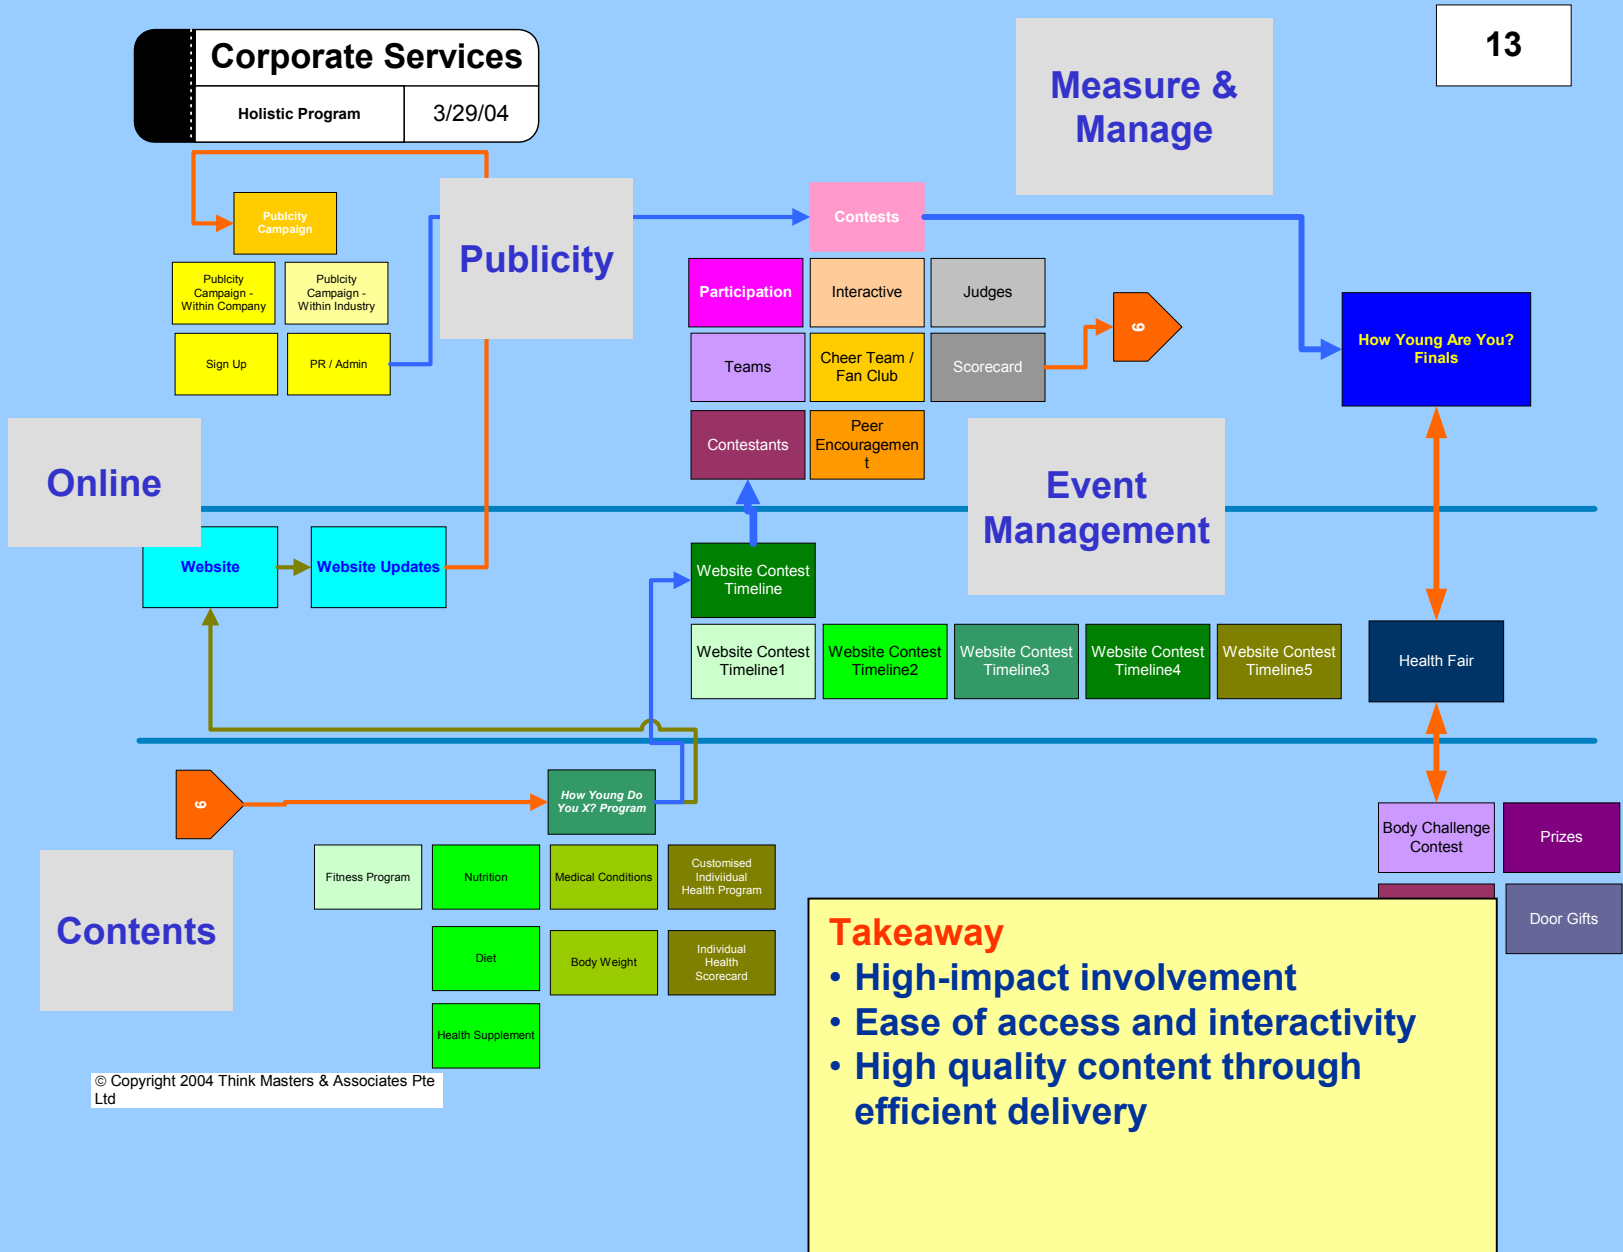 Corporate Services
Holistic Program
3/29/04
13
Measure &
Manage
Publcity
Campaign
Publicity
Contests
Publcity
Campaign -
Within Company
Publcity
Campaign -
Within Industry
Sign Up
PR / Admin
Participation
Interactive
Judges
Teams
Cheer Team /
Fan Club
Scorecard
Contestants
Peer
Encouragemen
t
6
How Young Are You?
Finals
Online
Event
Management
Website
Website Updates
Website Contest
Timeline
Website Contest
Timeline1
Website Contest
Timeline2
Website Contest
Timeline3
Website Contest
Timeline4
Website Contest
Timeline5
Health Fair
6
How Young Do
You X? Program
Body Challenge
Contest
Prizes
Door Gifts
Fitness Program
Nutrition
Medical Conditions
Customised
Indiviidual
Health Program
Contents
Diet
Body Weight
Individual
Health
Scorecard
Health Supplement
Takeaway
• High-impact involvement
• Ease of access and interactivity
• High quality content through
efficient delivery
© Copyright 2004 Think Masters & Associates Pte
Ltd